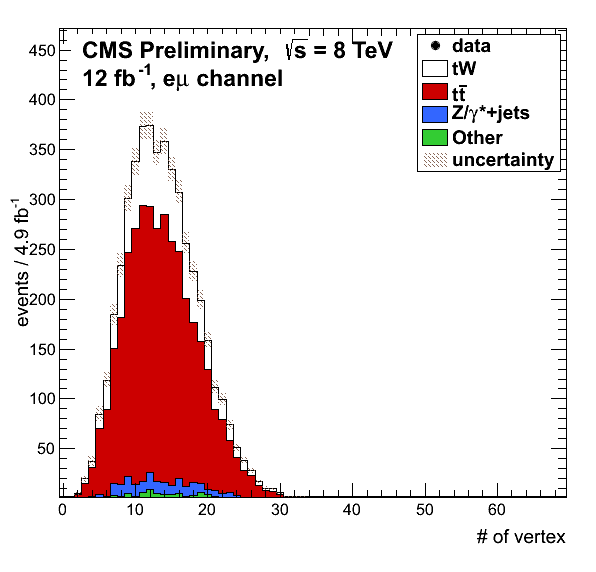 CMS Preliminary, √s = 8 TeV
12 fb⁻¹, eμ channel
data
tW
tt̄
Z/γ*+jets
Other
uncertainty
events / 4.9 fb⁻¹
450
400
350
300
250
200
150
100
50
0 10 20 30 40 50 60
# of vertex